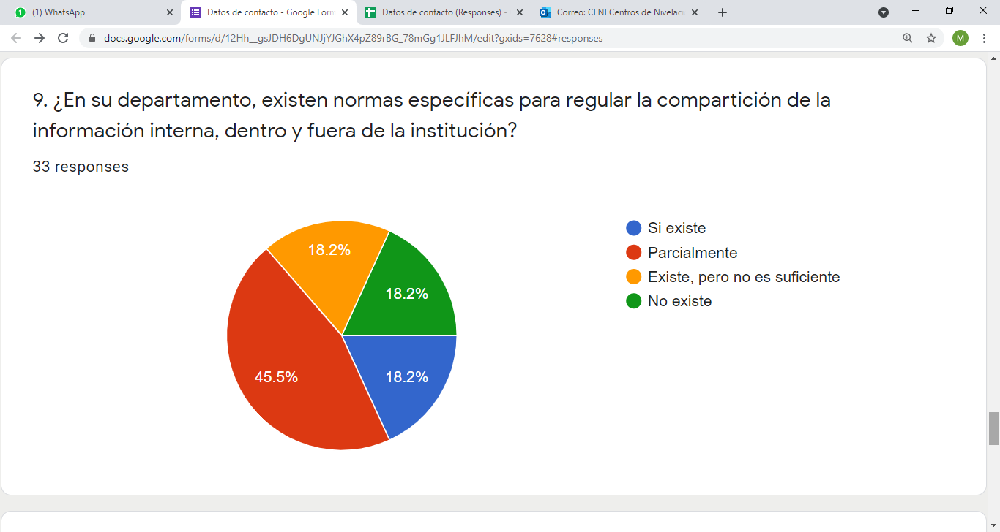 1 (1) WhatsApp
Datos de contacto - Google Form
Datos de contacto (Responses) -
Correo: CENI Centros de Nivelaci
docs.google.com/forms/d/12Hh__gsJDH6DgUNJjYJGhX4pZ89rBG_78mGg1JLFJhM/edit?gxids=7628#responses
M
9. ¿En su departamento, existen normas específicas para regular la compartición de la
información interna, dentro y fuera de la institución?
33 responses
18.2%
18.2%
45.5%
18.2%
Si existe
Parcialmente
Existe, pero no es suficiente
No existe